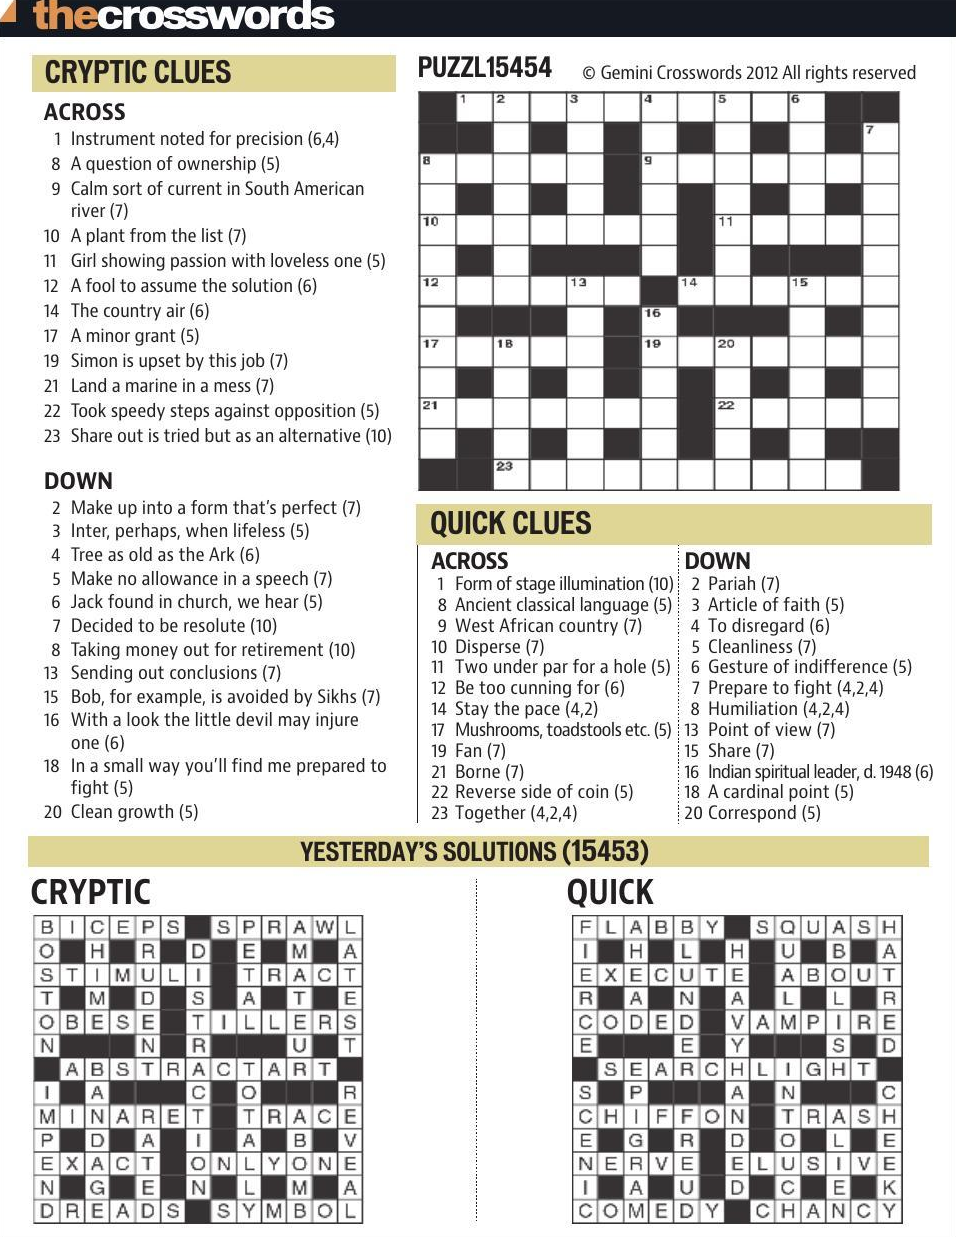 thecrosswords
CRYPTIC CLUES
ACROSS
1 Instrument noted for precision (6,4)
8 A question of ownership (5)
9 Calm sort of current in South American
river (7)
10 A plant from the list (7)
11 Girl showing passion with loveless one (5)
12 A fool to assume the solution (6)
14 The country air (6)
17 A minor grant (5)
19 Simon is upset by this job (7)
21 Land a marine in a mess (7)
22 Took speedy steps against opposition (5)
23 Share out is tried but as an alternative (10)
DOWN
2 Make up into a form that's perfect (7)
3 Inter, perhaps, when lifeless (5)
4 Tree as old as the Ark (6)
5 Make no allowance in a speech (7)
6 Jack found in church, we hear (5)
7 Decided to be resolute (10)
8 Taking money out for retirement (10)
13 Sending out conclusions (7)
15 Bob, for example, is avoided by Sikhs (7)
16 With a look the little devil may injure
one (6)
18 In a small way you'll find me prepared to
fight (5)
20 Clean growth (5)
PUZZL15454 © Gemini Crosswords 2012 All rights reserved
1 2 3 4 5 6
7
8 9
10 11
12 13 14 15
16
17 18 19 20
21 22
23
QUICK CLUES
ACROSS
1 Form of stage illumination (10)
8 Ancient classical language (5)
9 West African country (7)
10 Disperse (7)
11 Two under par for a hole (5)
12 Be too cunning for (6)
14 Stay the pace (4,2)
17 Mushrooms, toadstools etc. (5)
19 Fan (7)
21 Borne (7)
22 Reverse side of coin (5)
23 Together (4,2,4)
DOWN
2 Pariah (7)
3 Article of faith (5)
4 To disregard (6)
5 Cleanliness (7)
6 Gesture of indifference (5)
7 Prepare to fight (4,2,4)
8 Humiliation (4,2,4)
13 Point of view (7)
15 Share (7)
16 Indian spiritual leader, d. 1948 (6)
18 A cardinal point (5)
20 Correspond (5)
YESTERDAY'S SOLUTIONS (15453)
CRYPTIC
BICEPS SPRAWL
O H R D E M A
STIMULI TRACT
T M D S A T E
OBESE TILLERS
N N R U T
ABSTRACTART
I A C O R
MINARET TRACE
P D A I A B V
EXACT ONLYONE
N G E N L M A
DREADS SYMBOL
QUICK
FLABBY SQUASH
I H L H U B A
EXECUTE ABOUT
R A N A L L R
CODED VAMPIRE
E E Y S D
SEARCHLIGHT
S P A N C
CHIFFON TRASH
E G R D O L E
NERVE ELUSIVE
I A U D C E K
COMEDY CHANCY